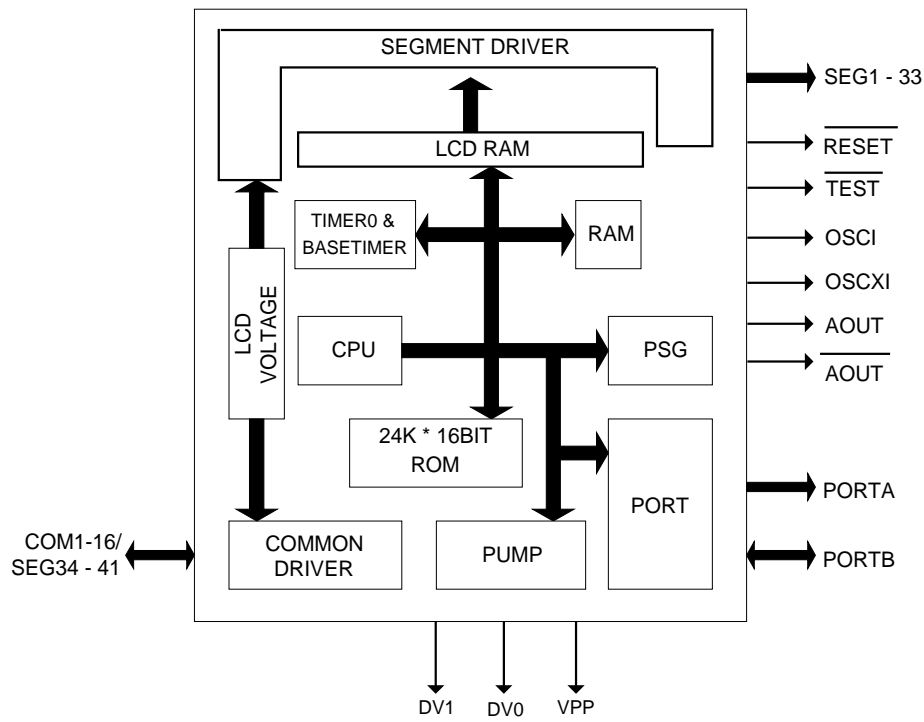 SEGMENT DRIVER
SEG1 - 33
LCD RAM
RESET
TEST
TIMER0 &
BASETIMER
RAM
OSCI
OSCXI
LCD
VOLTAGE
AOUT
CPU
PSG
AOUT
24K * 16BIT
ROM
PORT
PORTA
COM1-16/
SEG34 - 41
COMMON
DRIVER
PUMP
PORTB
DV1
DV0
VPP